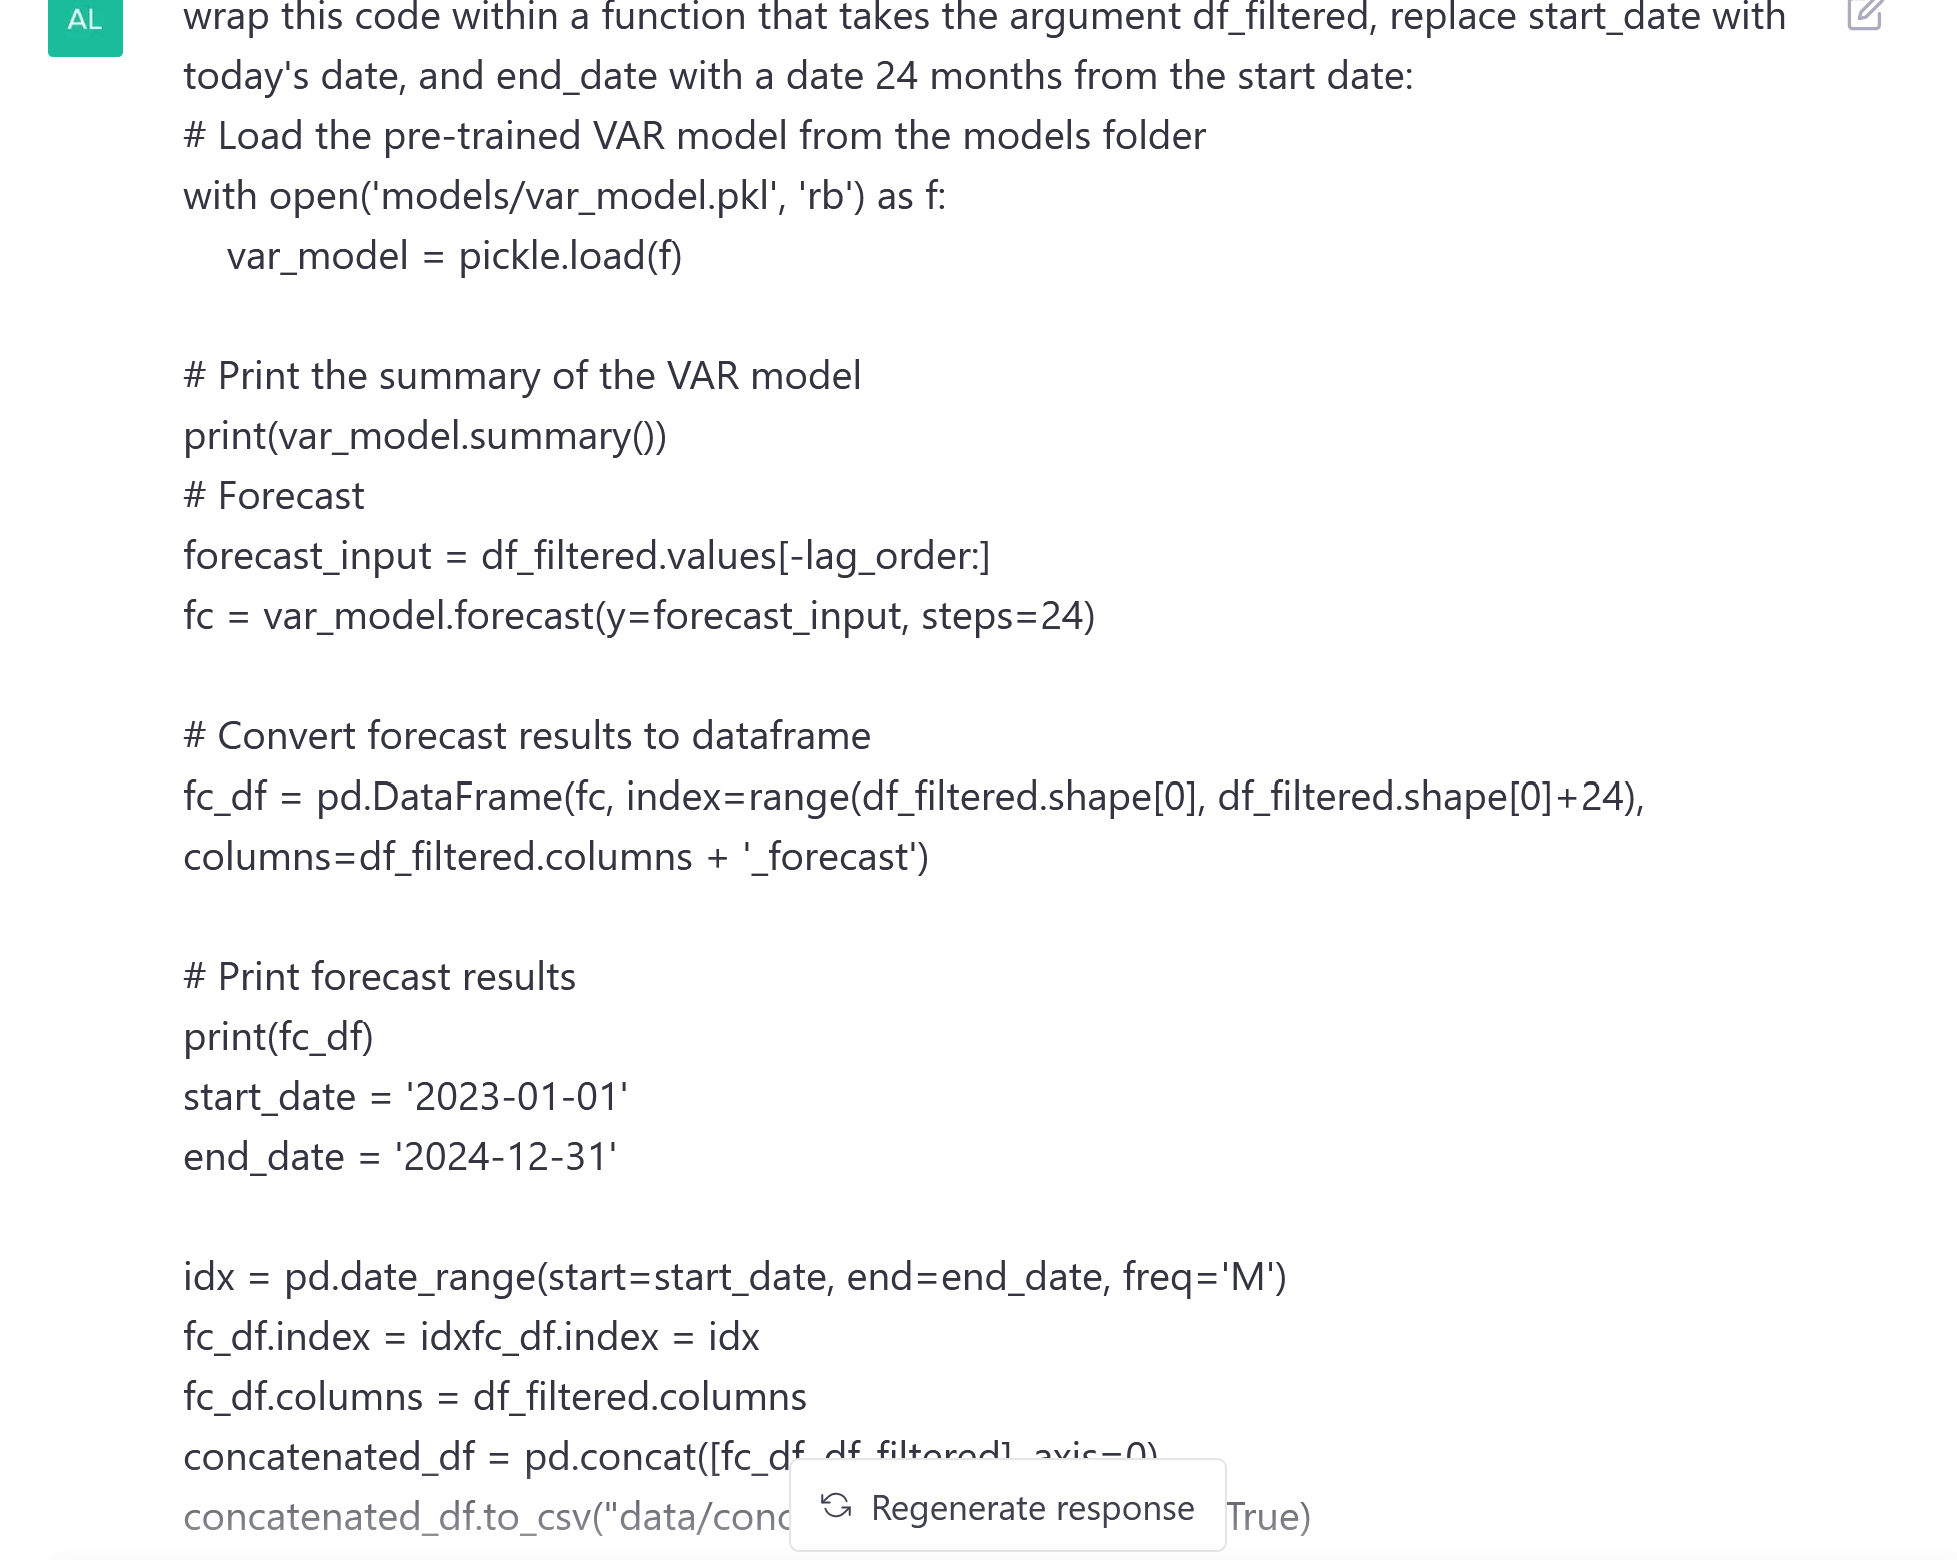 AL
wrap this code within a function that takes the argument df_filtered, replace start_date with
today's date, and end_date with a date 24 months from the start date:
# Load the pre-trained VAR model from the models folder
with open('models/var_model.pkl', 'rb') as f:
var_model = pickle.load(f)
# Print the summary of the VAR model
print(var_model.summary())
# Forecast
forecast_input = df_filtered.values[-lag_order:]
fc = var_model.forecast(y=forecast_input, steps=24)
# Convert forecast results to dataframe
fc_df = pd.DataFrame(fc, index=range(df_filtered.shape[0], df_filtered.shape[0]+24),
columns=df_filtered.columns + '_forecast')
# Print forecast results
print(fc_df)
start_date = '2023-01-01'
end_date = '2024-12-31'
idx = pd.date_range(start=start_date, end=end_date, freq='M')
fc_df.index = idxfc_df.index = idx
fc_df.columns = df_filtered.columns
concatenated_df = pd.concat([fc_df, df_filtered], axis=0)
concatenated_df.to_csv("data/conc True)
Regenerate response